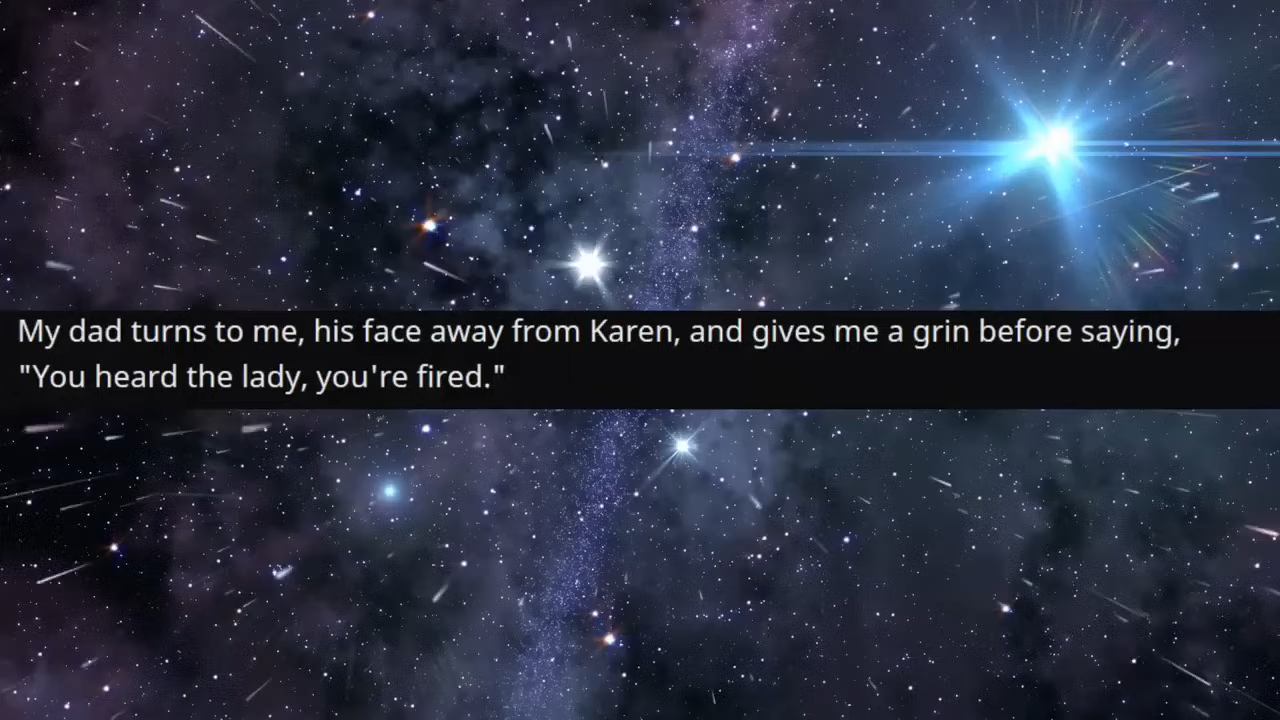 My dad turns to me, his face away from Karen, and gives me a grin before saying,
"You heard the lady, you're fired."